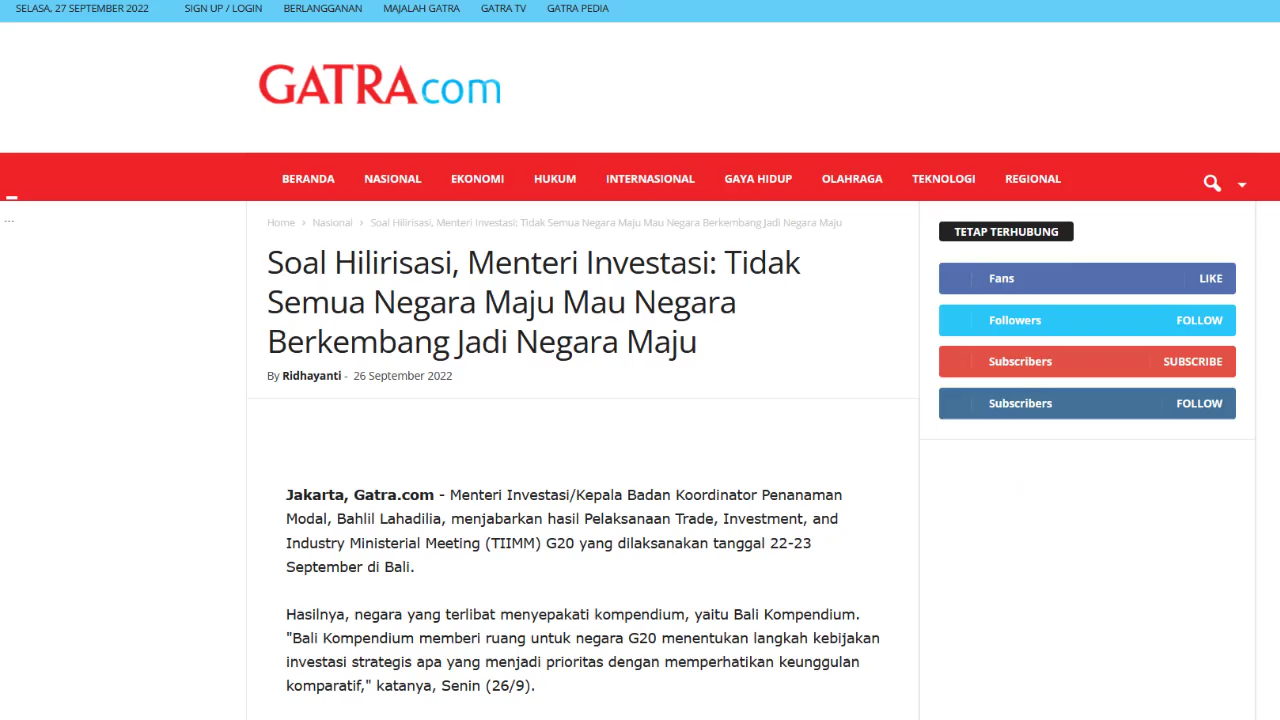 SELASA, 27 SEPTEMBER 2022 SIGN UP / LOGIN BERLANGGANAN MAJALAH GATRA GATRA TV GATRA PEDIA
GATRAcom
BERANDA NASIONAL EKONOMI HUKUM INTERNASIONAL GAYA HIDUP OLAHRAGA TEKNOLOGI REGIONAL
...
Home › Nasional › Soal Hilirisasi, Menteri Investasi: Tidak Semua Negara Maju Mau Negara Berkembang Jadi Negara Maju
Soal Hilirisasi, Menteri Investasi: Tidak
Semua Negara Maju Mau Negara
Berkembang Jadi Negara Maju
By Ridhayanti - 26 September 2022
Jakarta, Gatra.com - Menteri Investasi/Kepala Badan Koordinator Penanaman
Modal, Bahlil Lahadilia, menjabarkan hasil Pelaksanaan Trade, Investment, and
Industry Ministerial Meeting (TIIMM) G20 yang dilaksanakan tanggal 22-23
September di Bali.
Hasilnya, negara yang terlibat menyepakati kompendium, yaitu Bali Kompendium.
"Bali Kompendium memberi ruang untuk negara G20 menentukan langkah kebijakan
investasi strategis apa yang menjadi prioritas dengan memperhatikan keunggulan
komparatif," katanya, Senin (26/9).
TETAP TERHUBUNG
Fans LIKE
Followers FOLLOW
Subscribers SUBSCRIBE
Subscribers FOLLOW